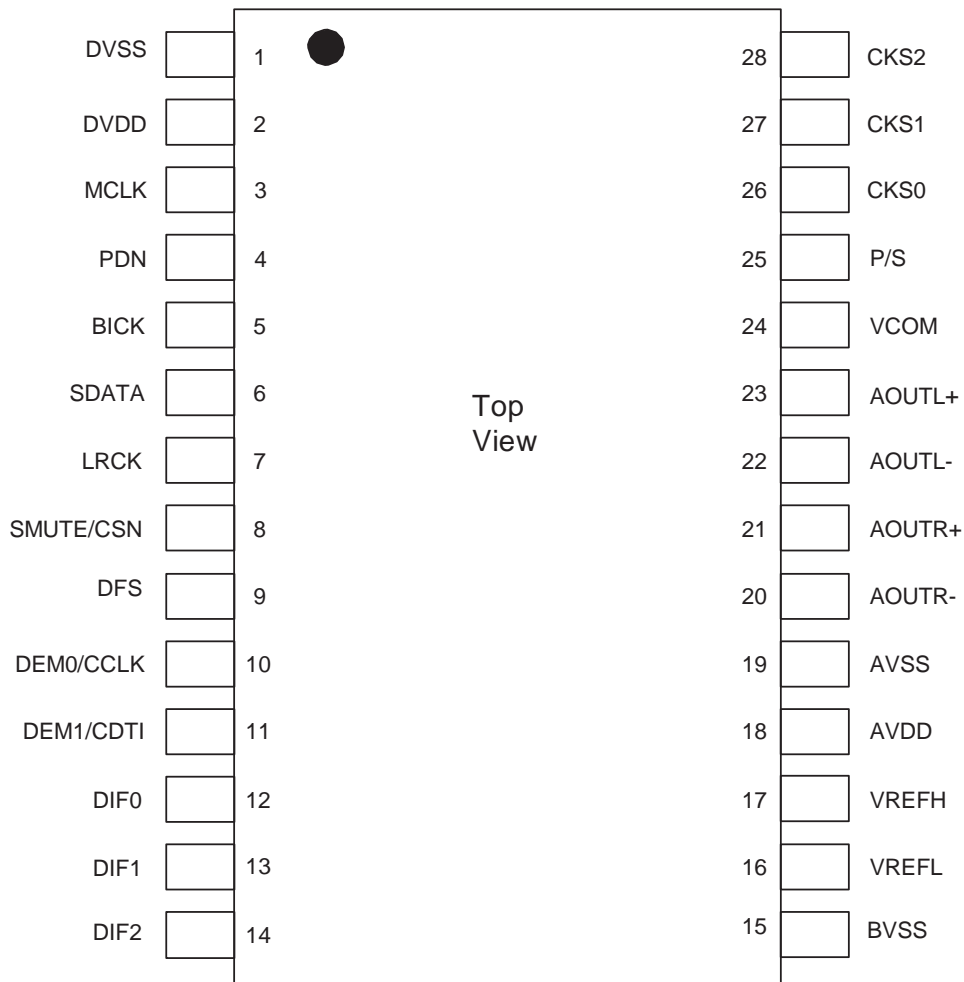 DVSS 1 28 CKS2
DVDD 2 27 CKS1
MCLK 3 26 CKS0
PDN 4 25 P/S
BICK 5 24 VCOM
SDATA 6 23 AOUTL+
Top
View
LRCK 7 22 AOUTL-
SMUTE/CSN 8 21 AOUTR+
DFS 9 20 AOUTR-
DEM0/CCLK 10 19 AVSS
DEM1/CDTI 11 18 AVDD
DIF0 12 17 VREFH
DIF1 13 16 VREFL
DIF2 14 15 BVSS